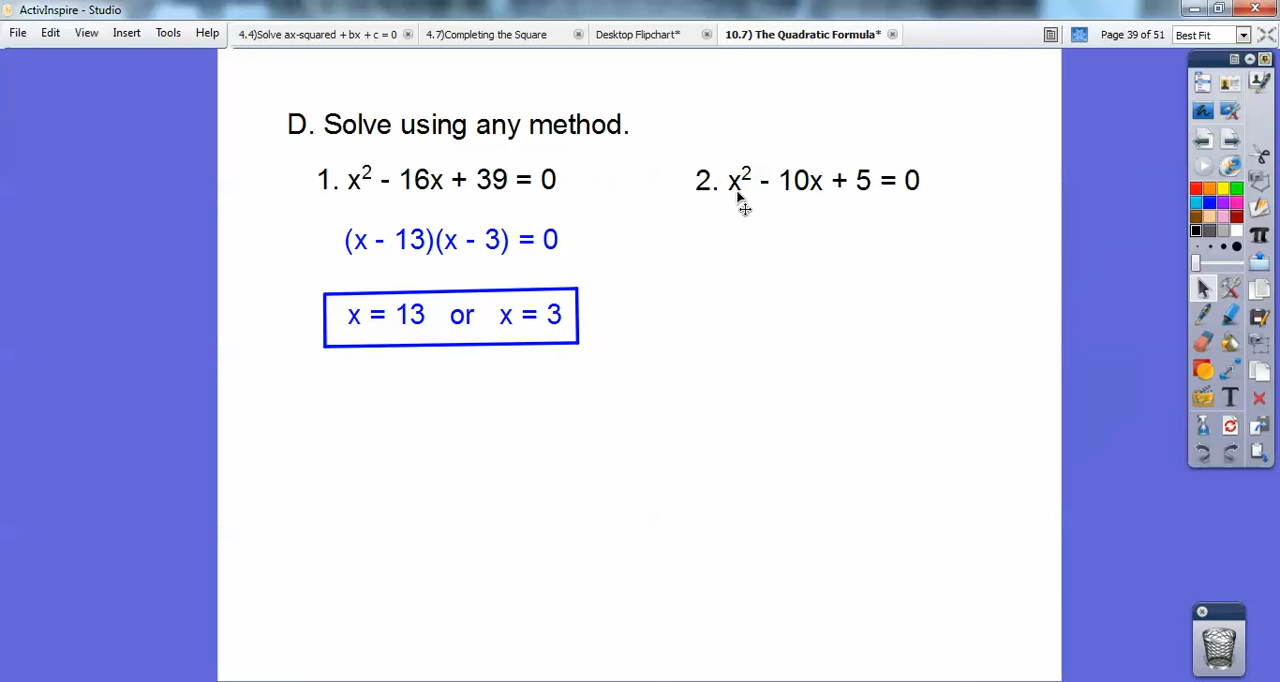 ActivInspire - Studio
File Edit View Insert Tools Help
4.4)Solve ax-squared + bx + c = 0
4.7)Completing the Square
Desktop Flipchart*
10.7) The Quadratic Formula*
Page 39 of 51
Best Fit
D. Solve using any method.
1. x² - 16x + 39 = 0
(x - 13)(x - 3) = 0
x = 13 or x = 3
2. x² - 10x + 5 = 0